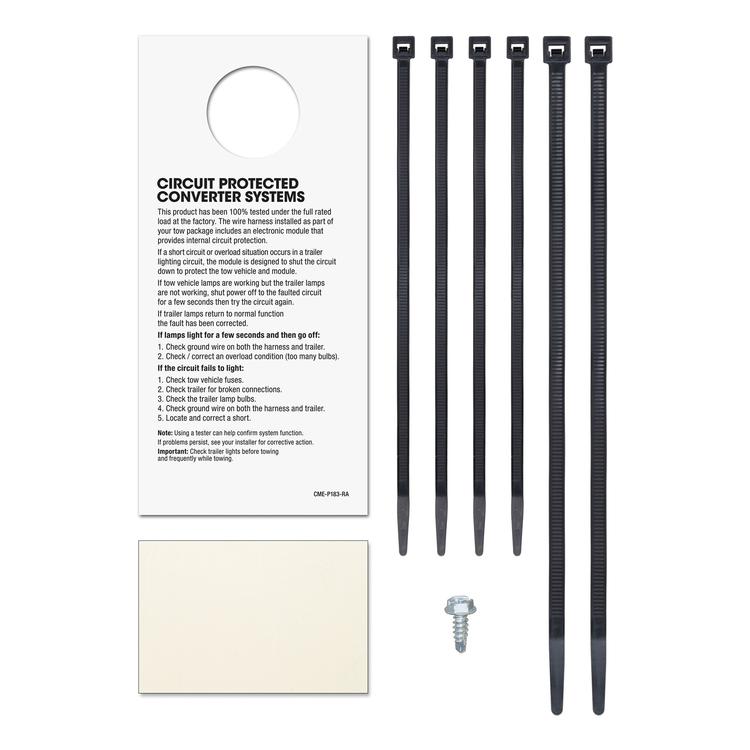 CIRCUIT PROTECTED
CONVERTER SYSTEMS
This product has been 100% tested under the full rated
load at the factory. The wire harness installed as part of
your tow package includes an electronic module that
provides internal circuit protection.
If a short circuit or overload situation occurs in a trailer
lighting circuit, the module is designed to shut the circuit
down to protect the tow vehicle and module.
If tow vehicle lamps are working but the trailer lamps
are not working, shut power off to the faulted circuit
for a few seconds then try the circuit again.
If trailer lamps return to normal function
the fault has been corrected.
If lamps light for a few seconds and then go off:
1. Check ground wire on both the harness and trailer.
2. Check / correct an overload condition (too many bulbs).
If the circuit fails to light:
1. Check tow vehicle fuses.
2. Check trailer for broken connections.
3. Check the trailer lamp bulbs.
4. Check ground wire on both the harness and trailer.
5. Locate and correct a short.
Note: Using a tester can help confirm system function.
If problems persist, see your installer for corrective action.
Important: Check trailer lights before towing
and frequently while towing.
CME-P183-RA